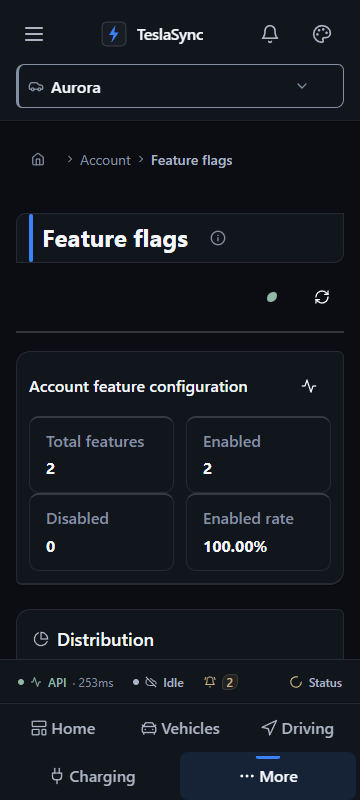 TeslaSync
Aurora
Account
Feature flags
Feature flags
Account feature configuration
Total features
2
Enabled
2
Disabled
0
Enabled rate
100.00%
Distribution
API · 253ms
Idle
2
Status
Home
Vehicles
Driving
Charging
More